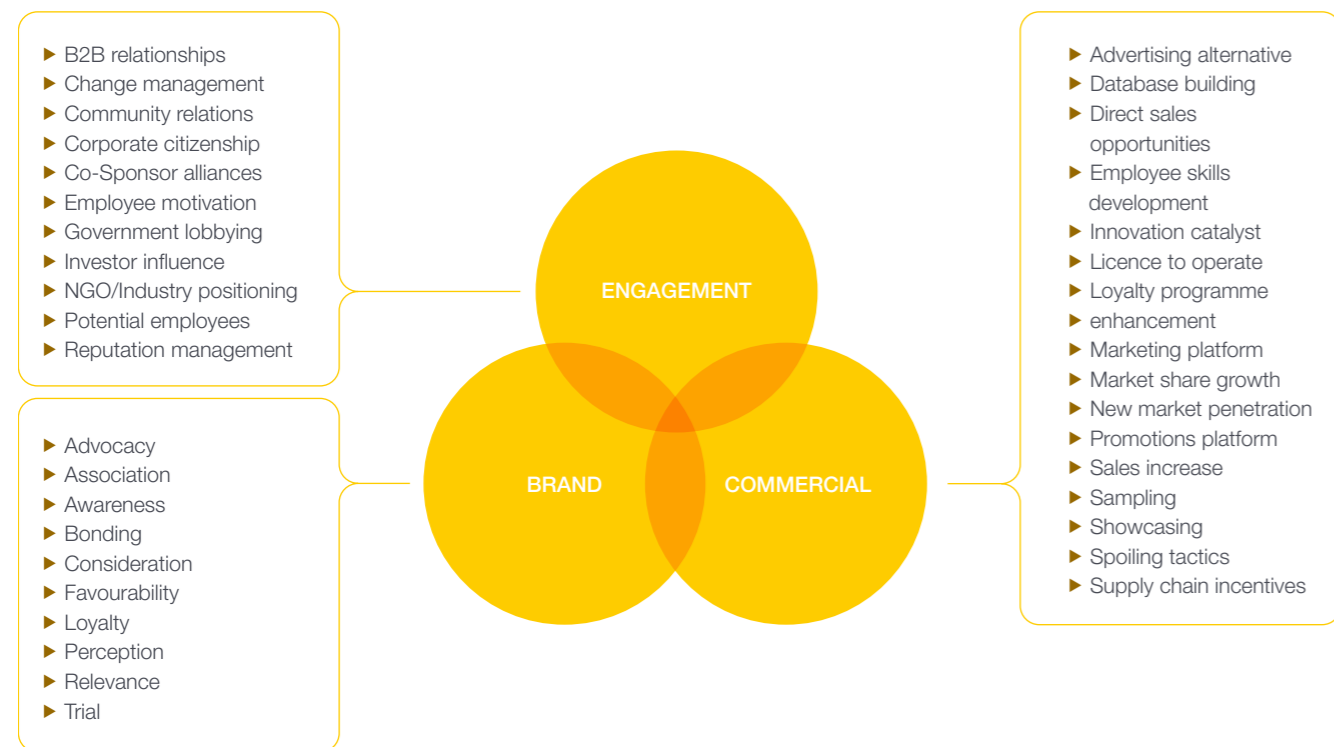 ▶ B2B relationships
▶ Change management
▶ Community relations
▶ Corporate citizenship
▶ Co-Sponsor alliances
▶ Employee motivation
▶ Government lobbying
▶ Investor influence
▶ NGO/Industry positioning
▶ Potential employees
▶ Reputation management
▶ Advocacy
▶ Association
▶ Awareness
▶ Bonding
▶ Consideration
▶ Favourability
▶ Loyalty
▶ Perception
▶ Relevance
▶ Trial
ENGAGEMENT
BRAND
COMMERCIAL
▶ Advertising alternative
▶ Database building
▶ Direct sales
opportunities
▶ Employee skills
development
▶ Innovation catalyst
▶ Licence to operate
▶ Loyalty programme
▶ enhancement
▶ Marketing platform
▶ Market share growth
▶ New market penetration
▶ Promotions platform
▶ Sales increase
▶ Sampling
▶ Showcasing
▶ Spoiling tactics
▶ Supply chain incentives